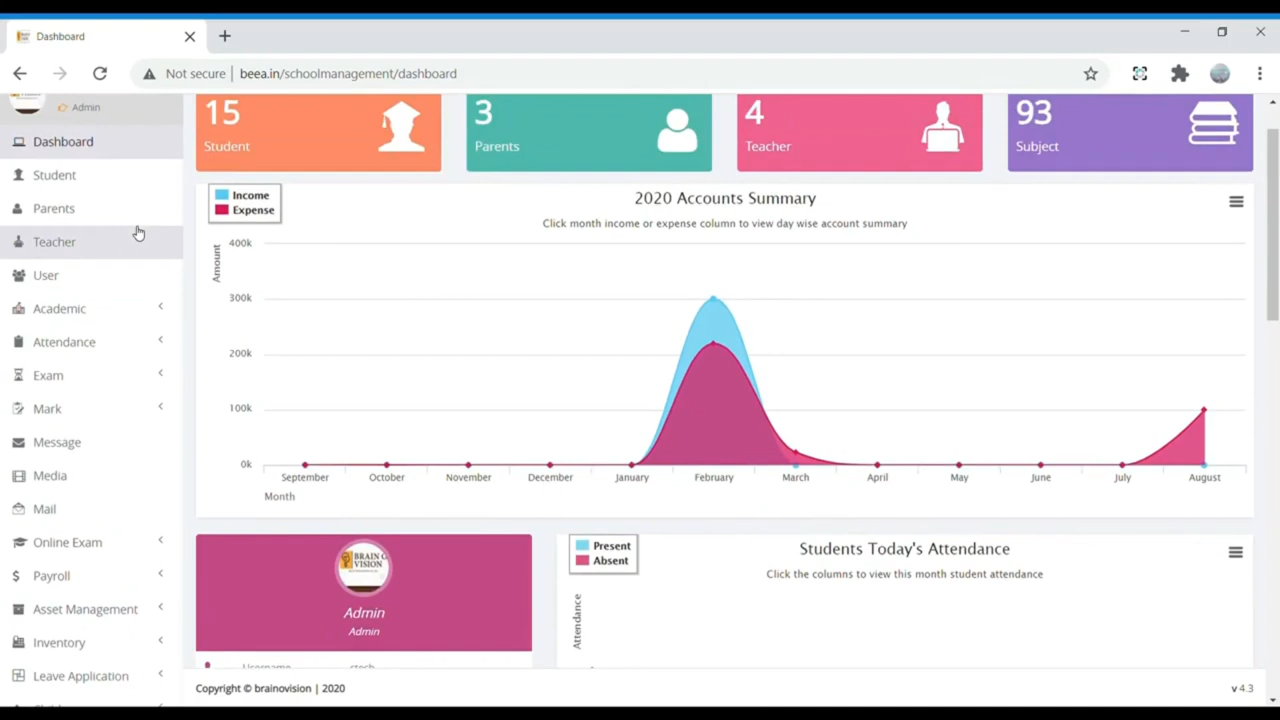 Dashboard
Not secure
beea.in/schoolmanagement/dashboard
Admin
Dashboard
Student
Parents
Teacher
User
Academic
Attendance
Exam
Mark
Message
Media
Mail
Online Exam
Payroll
Asset Management
Inventory
Leave Application
15
Student
3
Parents
4
Teacher
93
Subject
Income
Expense
2020 Accounts Summary
Click month income or expense column to view day wise account summary
Amount
400k
300k
200k
100k
0k
September October November December January February March April May June July August
Month
BRAIN O
VISION
Admin
Admin
Present
Absent
Students Today's Attendance
Click the columns to view this month student attendance
Attendance
Username
Copyright © brainovision | 2020
v 4.3